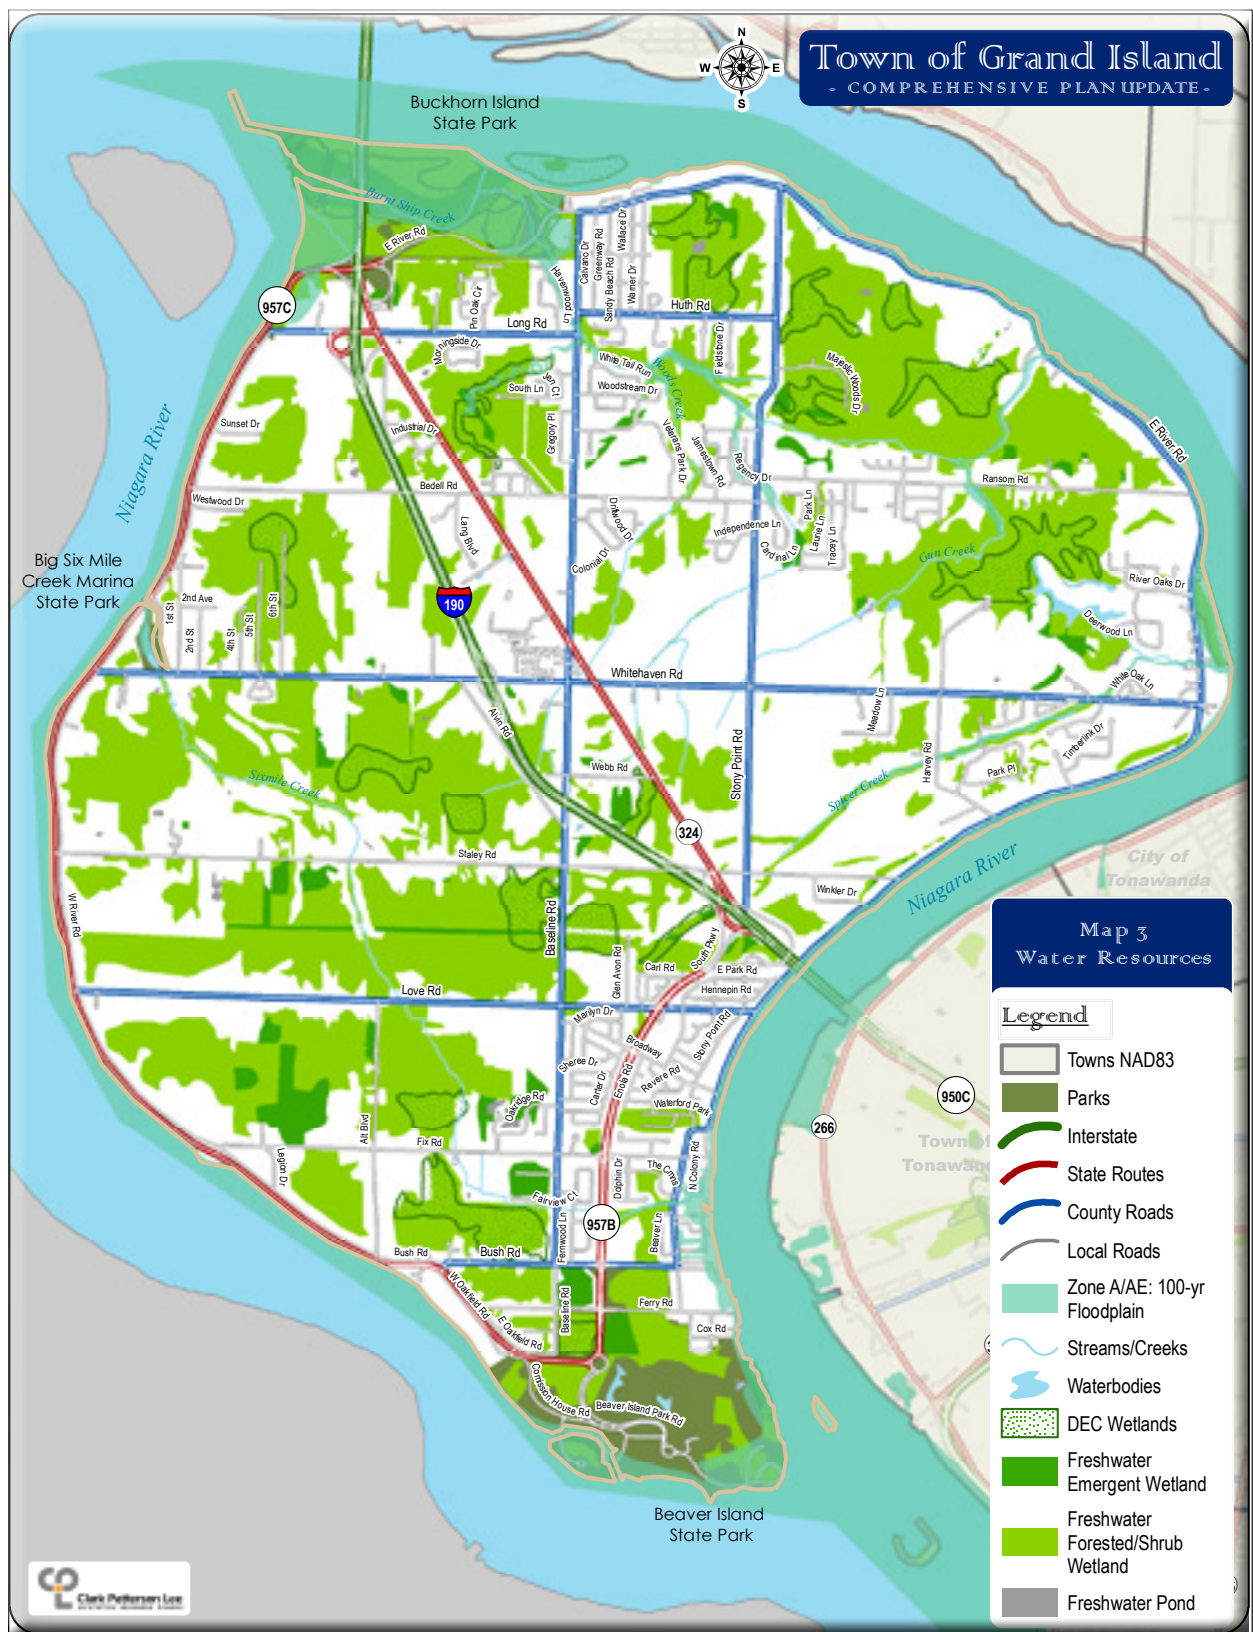 Town of Grand Island
- COMPREHENSIVE PLAN UPDATE -
N
W
E
S
Buckhorn Island
State Park
Burnt Ship Creek
E River Rd
957C
Long Rd
Huth Rd
Pin Oak Cir
Morningside Dr
Havenwood Ln
Calvano Dr
Greenway Rd
Sandy Beach Rd
Wallace Dr
Warner Dr
Fieldstone Dr
White Tail Run
Woodstream Dr
Woods Creek
Majestic Woods Dr
South Ln
Gregory Pl
Sunset Dr
Industrial Dr
Niagara River
Veterans Park Dr
Jamestown Rd
Regency Dr
E River Rd
Ransom Rd
Bedell Rd
Westwood Dr
Lang Blvd
Driftwood Dr
Colonial Dr
Independence Ln
Cardinal Ln
Park Ln
Laurie Ln
Tracey Ln
Gun Creek
River Oaks Dr
Deerwood Ln
White Oak Ln
Big Six Mile
Creek Marina
State Park
1st St
2nd Ave
2nd St
4th St
5th St
6th St
190
Whitehaven Rd
Alvin Rd
Meadow Ln
Harvey Rd
Timberlink Dr
Park Pl
Stony Point Rd
Webb Rd
Spicer Creek
Sixmile Creek
324
Staley Rd
Winkler Dr
Niagara River
City of
Tonawanda
W River Rd
Baseline Rd
Glen Avon Rd
Carl Rd
South Pkwy
E Park Rd
Hennepin Rd
Love Rd
Marilyn Dr
Broadway
Stony Point Rd
Sheree Dr
Carter Dr
Enola Rd
Revere Rd
Waterford Park
Oakridge Rd
Alt Blvd
Fix Rd
Legion Dr
Dolphin Dr
The Cmns
N Colony Rd
Fairview Ct
Fernwood Ln
957B
Beaver Ln
Bush Rd
Bush Rd
W Oakfield Rd
E Oakfield Rd
Baseline Rd
Ferry Rd
Cox Rd
Comission House Rd
Beaver Island Park Rd
Beaver Island
State Park
266
950C
Town of
Tonawanda
Map 3
Water Resources
Legend
Towns NAD83
Parks
Interstate
State Routes
County Roads
Local Roads
Zone A/AE: 100-yr
Floodplain
Streams/Creeks
Waterbodies
DEC Wetlands
Freshwater
Emergent Wetland
Freshwater
Forested/Shrub
Wetland
Freshwater Pond
Clark Patterson Lee